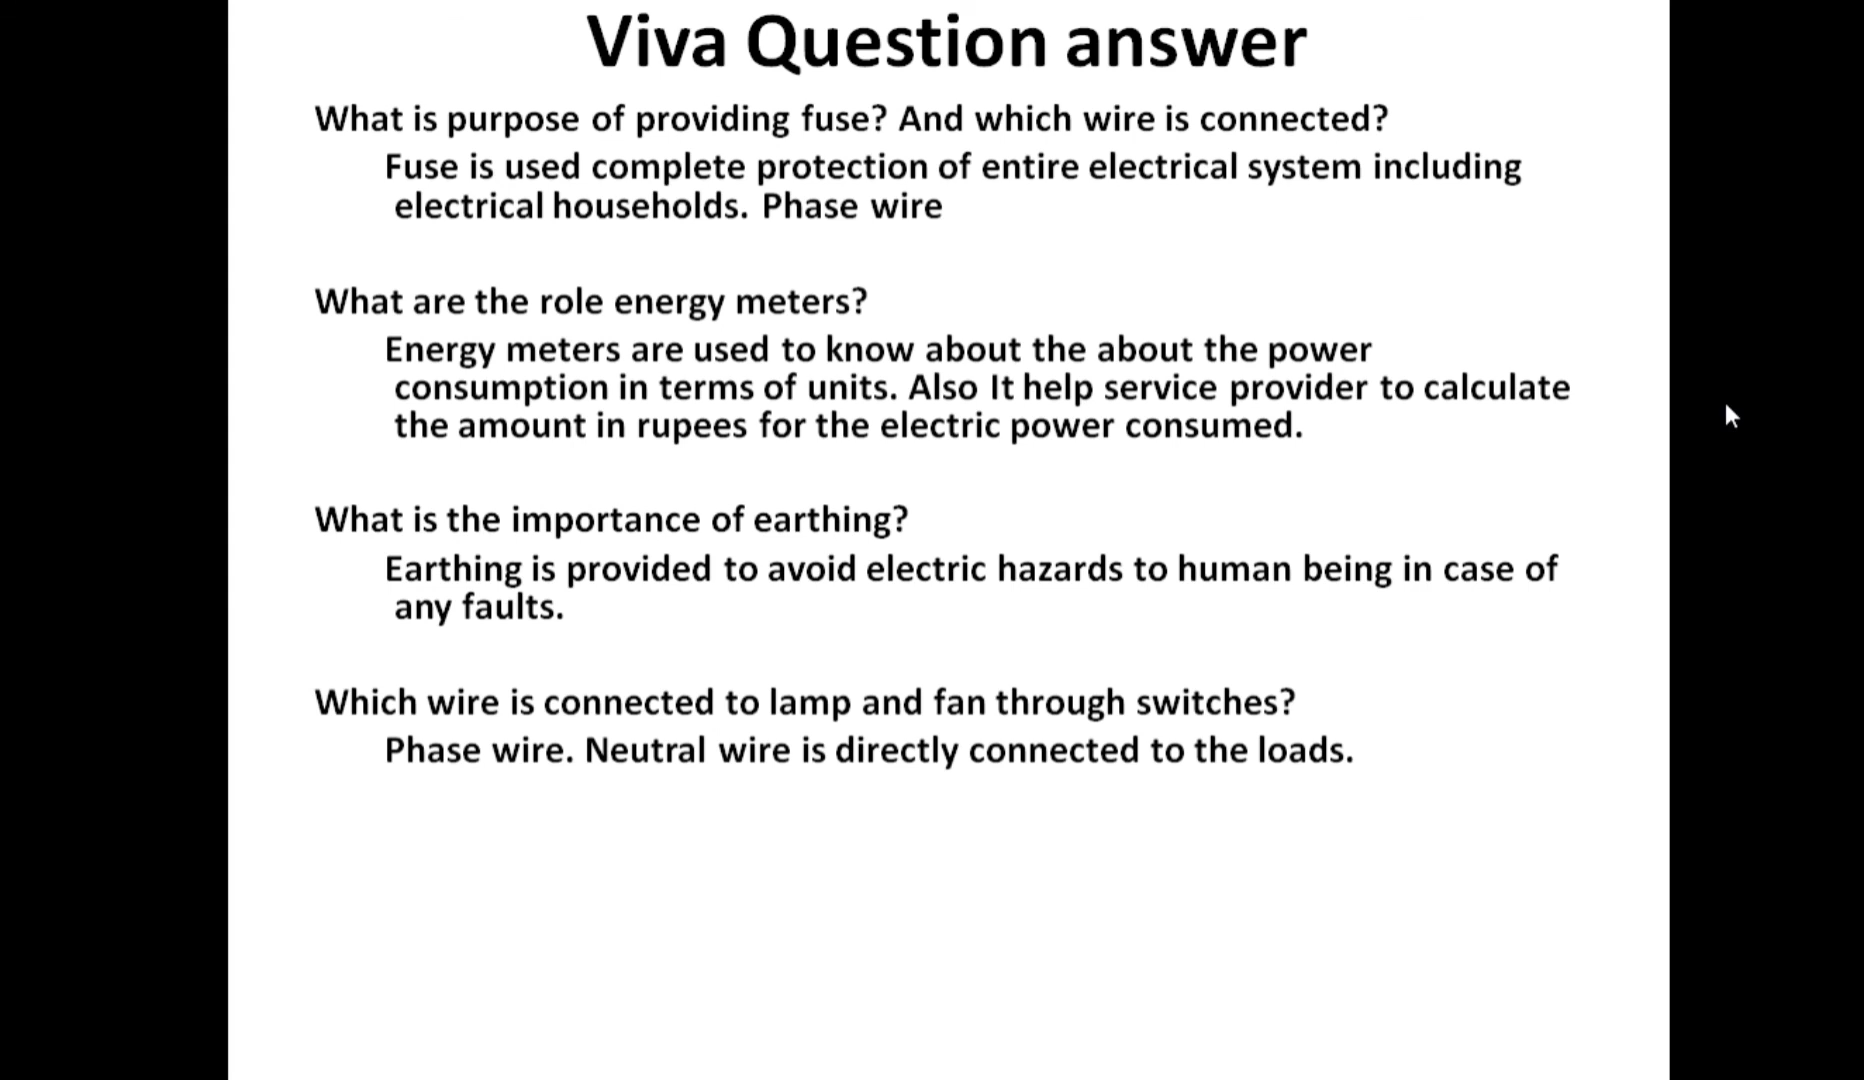 Viva Question answer
What is purpose of providing fuse? And which wire is connected?
Fuse is used complete protection of entire electrical system including
electrical households. Phase wire
What are the role energy meters?
Energy meters are used to know about the about the power
consumption in terms of units. Also It help service provider to calculate
the amount in rupees for the electric power consumed.
What is the importance of earthing?
Earthing is provided to avoid electric hazards to human being in case of
any faults.
Which wire is connected to lamp and fan through switches?
Phase wire. Neutral wire is directly connected to the loads.